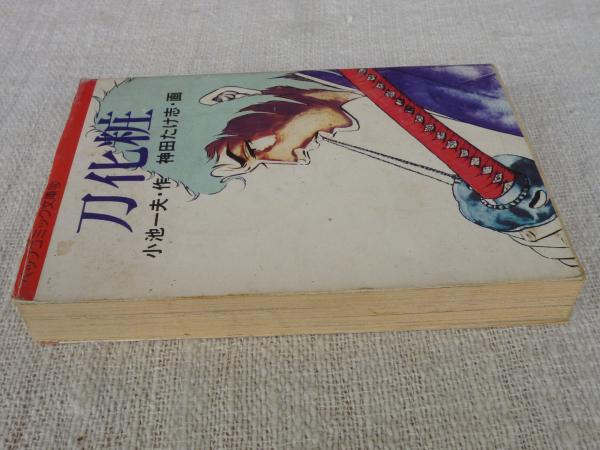 刀化粧
小池一夫・作 神田たけ志・画
ペップコミック文庫